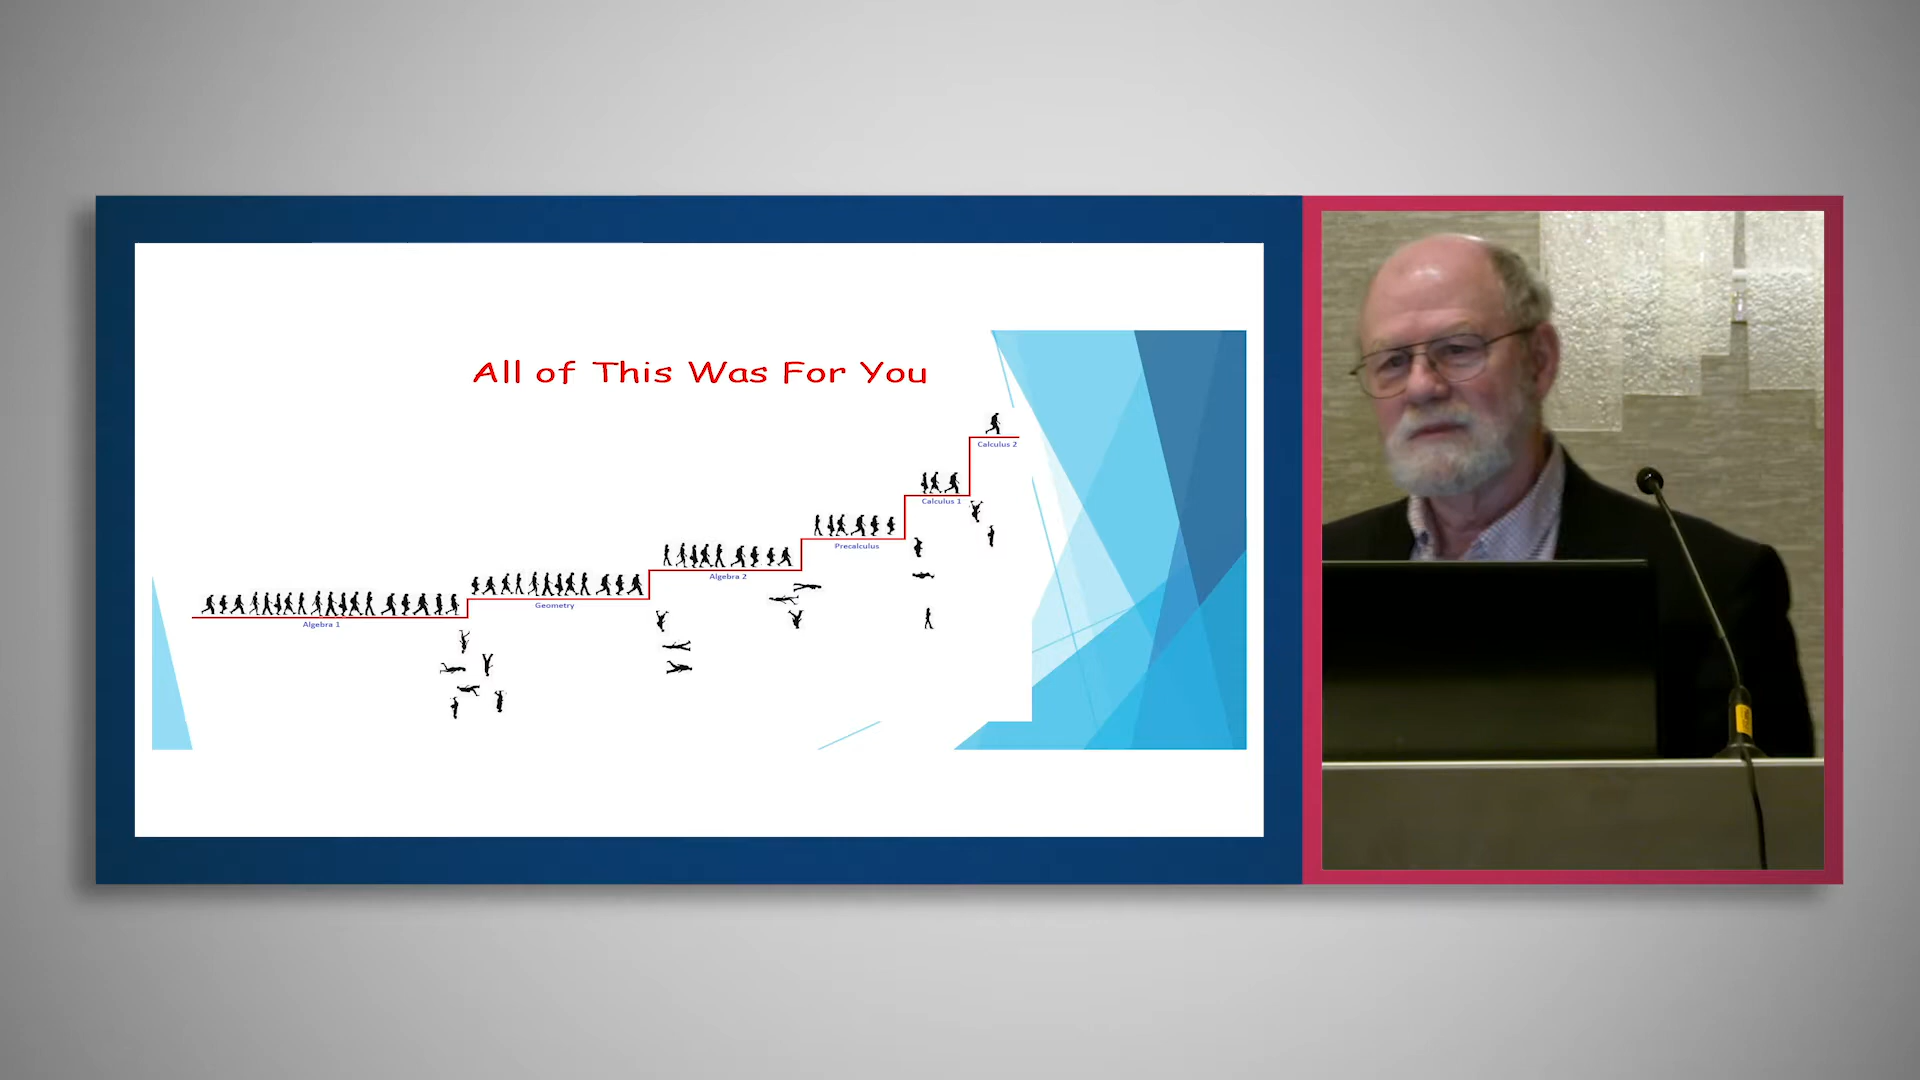 All of This Was For You
Calculus 2
Calculus 1
Precalculus
Algebra 2
Geometry
Algebra 1